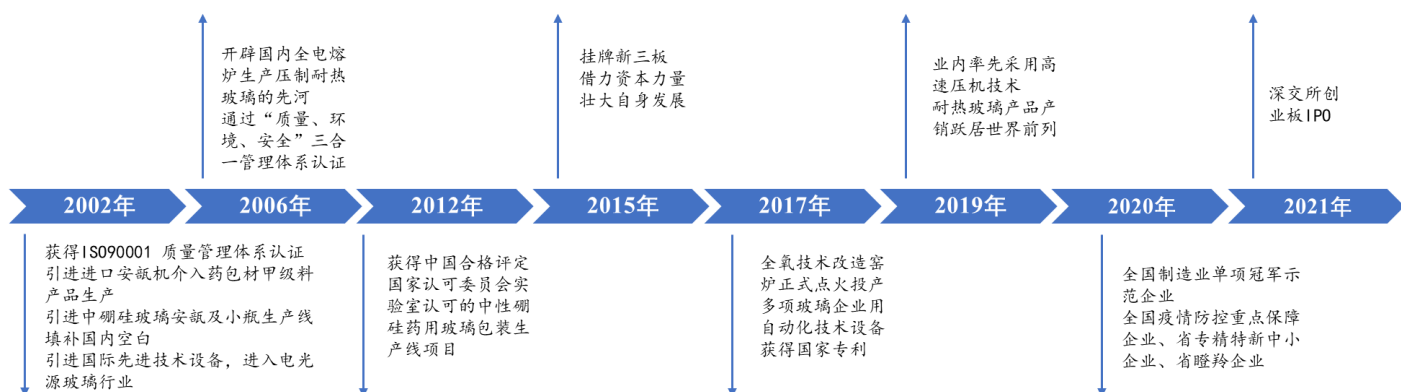 开辟国内全电熔
炉生产压制耐热
玻璃的先河
通过“质量、环
境、安全”三合
一管理体系认证
挂牌新三板
借力资本力量
壮大自身发展
业内率先采用高
速压机技术
耐热玻璃产品产
销跃居世界前列
深交所创
业板IPO
2002年
2006年
2012年
2015年
2017年
2019年
2020年
2021年
获得ISO90001 质量管理体系认证
引进进口安瓿机介入药包材甲级料
产品生产
引进中硼硅玻璃安瓿及小瓶生产线
填补国内空白
引进国际先进技术设备，进入电光
源玻璃行业
获得中国合格评定
国家认可委员会实
验室认可的中性硼
硅药用玻璃包装生
产线项目
全氧技术改造窑
炉正式点火投产
多项玻璃企业用
自动化技术设备
获得国家专利
全国制造业单项冠军示
范企业
全国疫情防控重点保障
企业、省专精特新中小
企业、省瞪羚企业